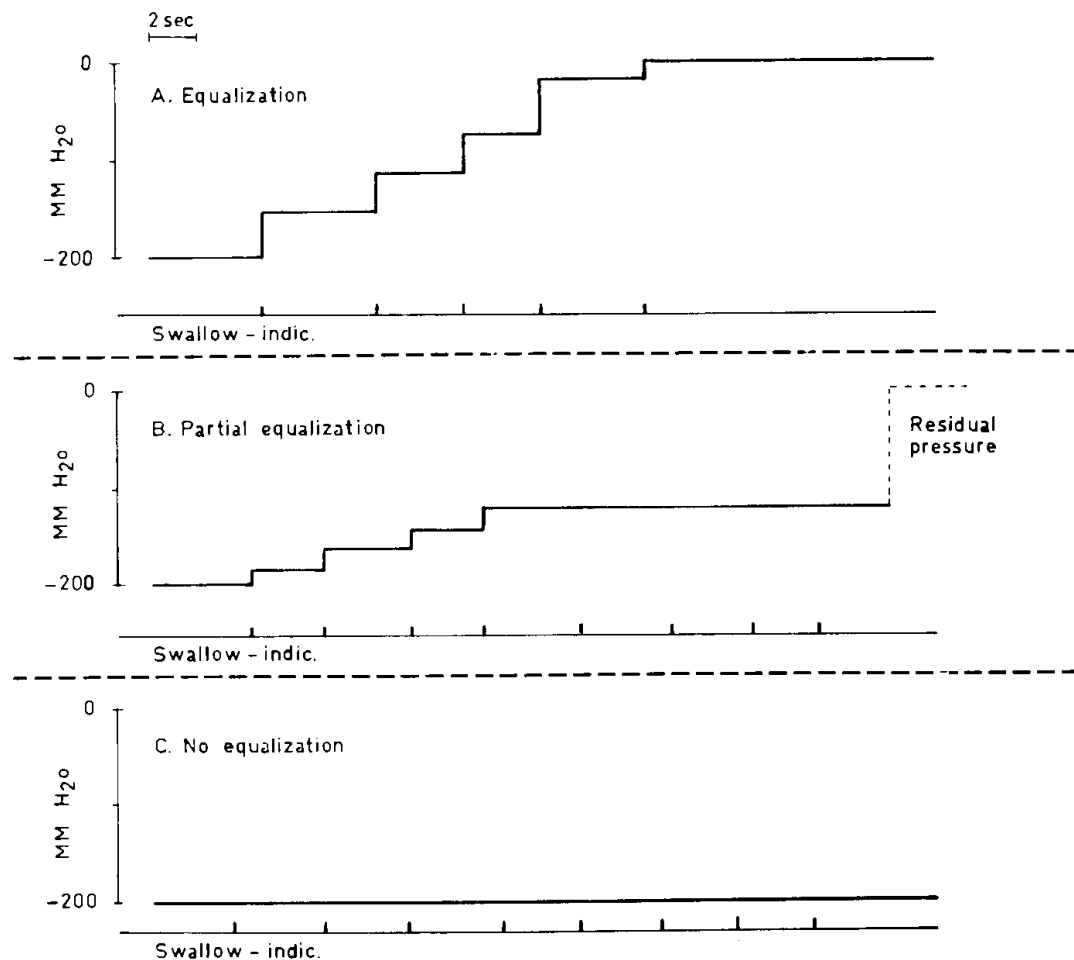 2 sec
0
A. Equalization
MM H₂O
-200
Swallow - indic.
0
B. Partial equalization
Residual
pressure
MM H₂O
-200
Swallow - indic.
0
C. No equalization
MM H₂O
-200
Swallow - indic.